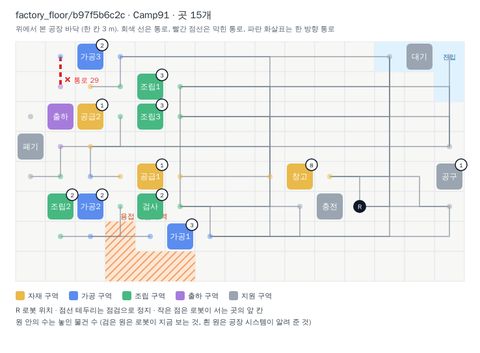 factory_floor/b97f5b6c2c · Camp91 · 곳 15개
위에서 본 공장 바닥 (한 칸 3 m). 회색 선은 통로, 빨간 점선은 막힌 통로, 파란 화살표는 한 방향 통로
가공3 2
대기
진입
✖ 통로 29
조립1 3
출하
공급2 1
조립3 3
폐기
공급1 1
창고 8
공구 1
조립2 2
가공2 2
검사 2
충전
R
용접
가공1 3
자재 구역
가공 구역
조립 구역
출하 구역
지원 구역
R 로봇 위치 · 점선 테두리는 점검으로 정지 · 작은 점은 로봇이 서는 곳의 앞 칸
원 안의 수는 놓인 물건 수 (검은 원은 로봇이 지금 보는 것, 흰 원은 공장 시스템이 알려 준 것)